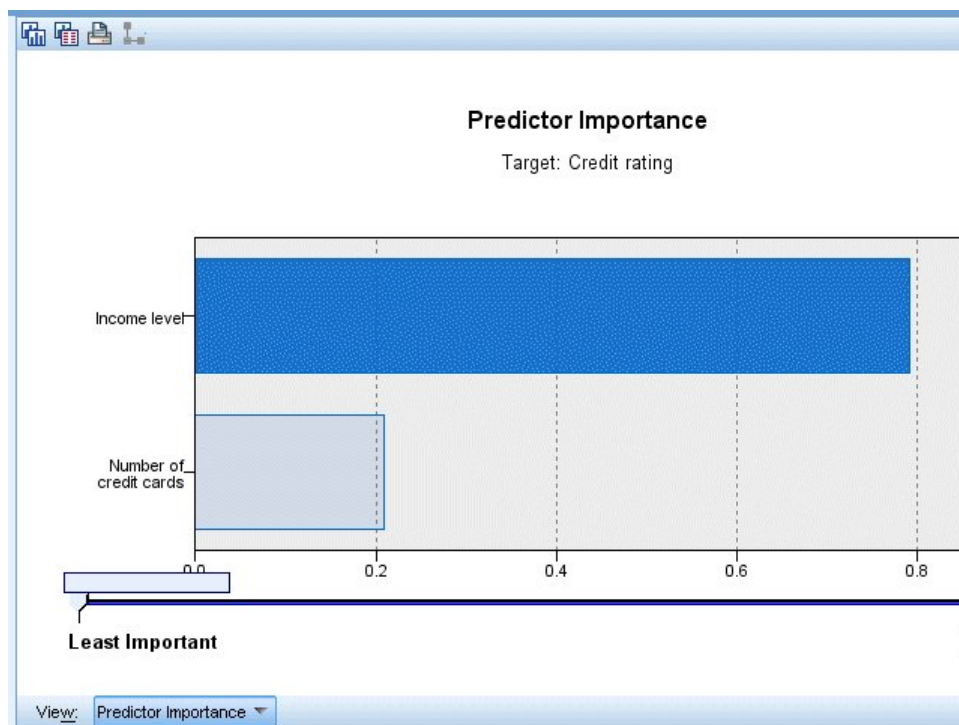 Predictor Importance
Target: Credit rating
Income level
Number of
credit cards
0.0
0.2
0.4
0.6
0.8
Least Important
View:
Predictor Importance